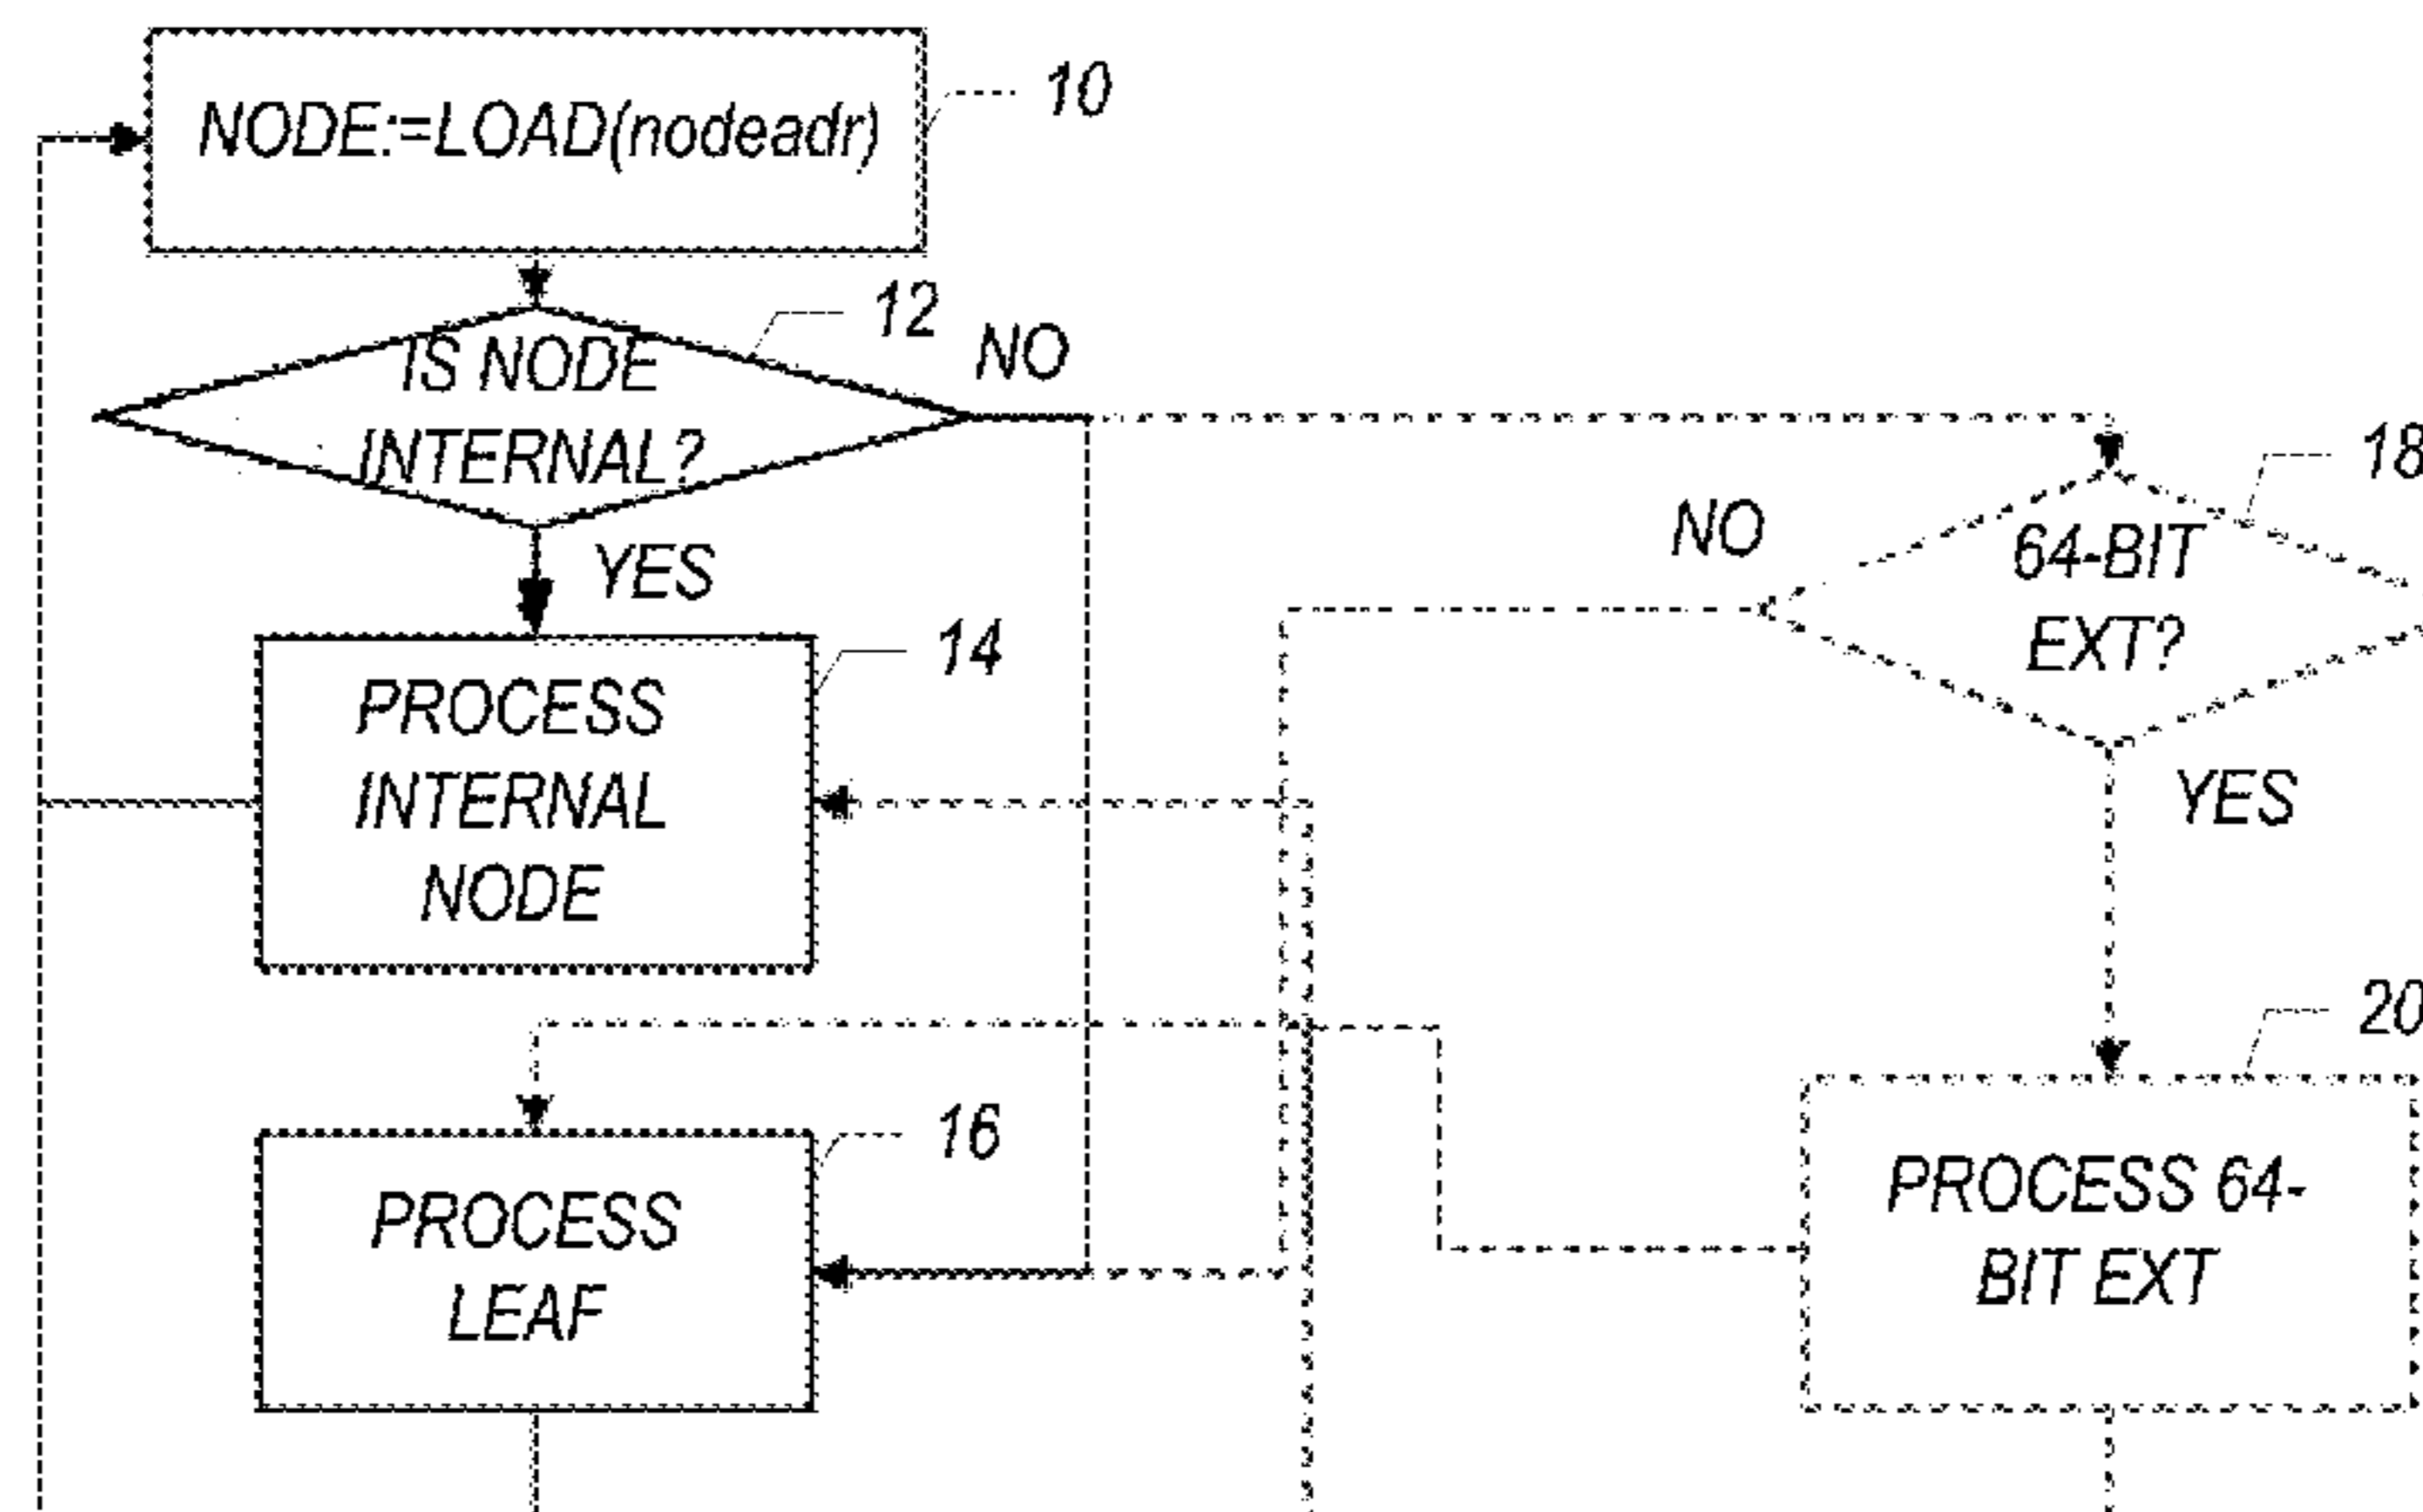 NODE:=LOAD(nodeadr)
10
12
NO
IS NODE
INTERNAL?
18
NO
64-BIT
EXT?
YES
14
PROCESS
INTERNAL
NODE
YES
20
16
PROCESS
LEAF
PROCESS 64-
BIT EXT